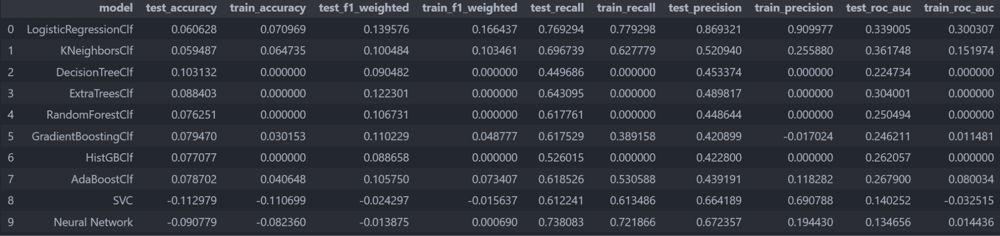 model test_accuracy train_accuracy test_f1_weighted train_f1_weighted test_recall train_recall test_precision train_precision test_roc_auc train_roc_auc
0 LogisticRegressionClf 0.060628 0.070969 0.139576 0.166437 0.769294 0.779298 0.869321 0.909977 0.339005 0.300307
1 KNeighborsClf 0.059487 0.064735 0.100484 0.103461 0.696739 0.627779 0.520940 0.255880 0.361748 0.151974
2 DecisionTreeClf 0.103132 0.000000 0.090482 0.000000 0.449686 0.000000 0.453374 0.000000 0.224734 0.000000
3 ExtraTreesClf 0.088403 0.000000 0.122301 0.000000 0.643095 0.000000 0.489817 0.000000 0.304001 0.000000
4 RandomForestClf 0.076251 0.000000 0.106731 0.000000 0.617761 0.000000 0.448644 0.000000 0.250494 0.000000
5 GradientBoostingClf 0.079470 0.030153 0.110229 0.048777 0.617529 0.389158 0.420899 -0.017024 0.246211 0.011481
6 HistGBClf 0.077077 0.000000 0.088658 0.000000 0.526015 0.000000 0.422800 0.000000 0.262057 0.000000
7 AdaBoostClf 0.078702 0.040648 0.105750 0.073407 0.618526 0.530588 0.439191 0.118282 0.267900 0.080034
8 SVC -0.112979 -0.110699 -0.024297 -0.015637 0.612241 0.613486 0.664189 0.690788 0.140252 -0.032515
9 Neural Network -0.090779 -0.082360 -0.013875 0.000690 0.738083 0.721866 0.672357 0.194430 0.134656 0.014436